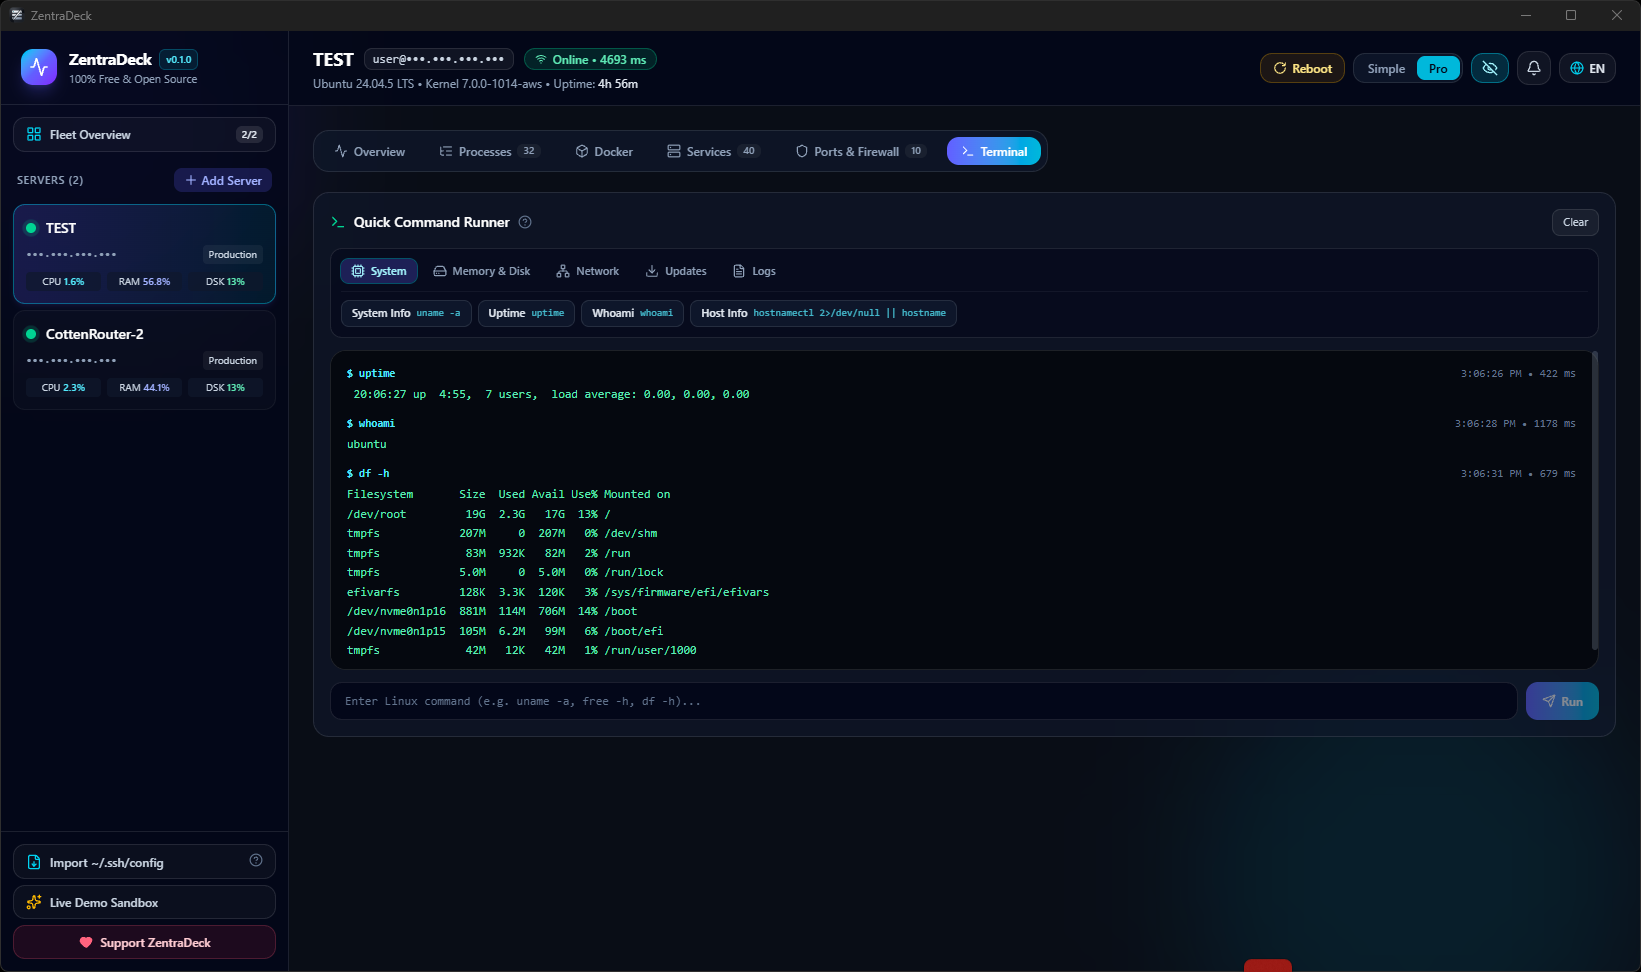 ZentraDeck
ZentraDeck v0.1.0
100% Free & Open Source
Fleet Overview 2/2
SERVERS (2) + Add Server
TEST
•••.•••.•••.••• Production
CPU 1.6% RAM 56.8% DSK 13%
CottenRouter-2
•••.•••.•••.••• Production
CPU 2.3% RAM 44.1% DSK 13%
Import ~/.ssh/config
Live Demo Sandbox
Support ZentraDeck
TEST user@•••.•••.•••.••• Online • 4693 ms
Ubuntu 24.04.5 LTS • Kernel 7.0.0-1014-aws • Uptime: 4h 56m
Reboot Simple Pro EN
Overview Processes 32 Docker Services 40 Ports & Firewall 10 Terminal
Quick Command Runner Clear
System Memory & Disk Network Updates Logs
System Info uname -a Uptime uptime Whoami whoami Host Info hostnamectl 2>/dev/null || hostname
$ uptime 3:06:26 PM • 422 ms
20:06:27 up  4:55,  7 users,  load average: 0.00, 0.00, 0.00
$ whoami 3:06:28 PM • 1178 ms
ubuntu
$ df -h 3:06:31 PM • 679 ms
Filesystem       Size  Used Avail Use% Mounted on
/dev/root         19G  2.3G   17G  13% /
tmpfs            207M     0  207M   0% /dev/shm
tmpfs             83M  932K   82M   2% /run
tmpfs            5.0M     0  5.0M   0% /run/lock
efivarfs         128K  3.3K  120K   3% /sys/firmware/efi/efivars
/dev/nvme0n1p16  881M  114M  706M  14% /boot
/dev/nvme0n1p15  105M  6.2M   99M   6% /boot/efi
tmpfs             42M   12K   42M   1% /run/user/1000
Enter Linux command (e.g. uname -a, free -h, df -h)... Run